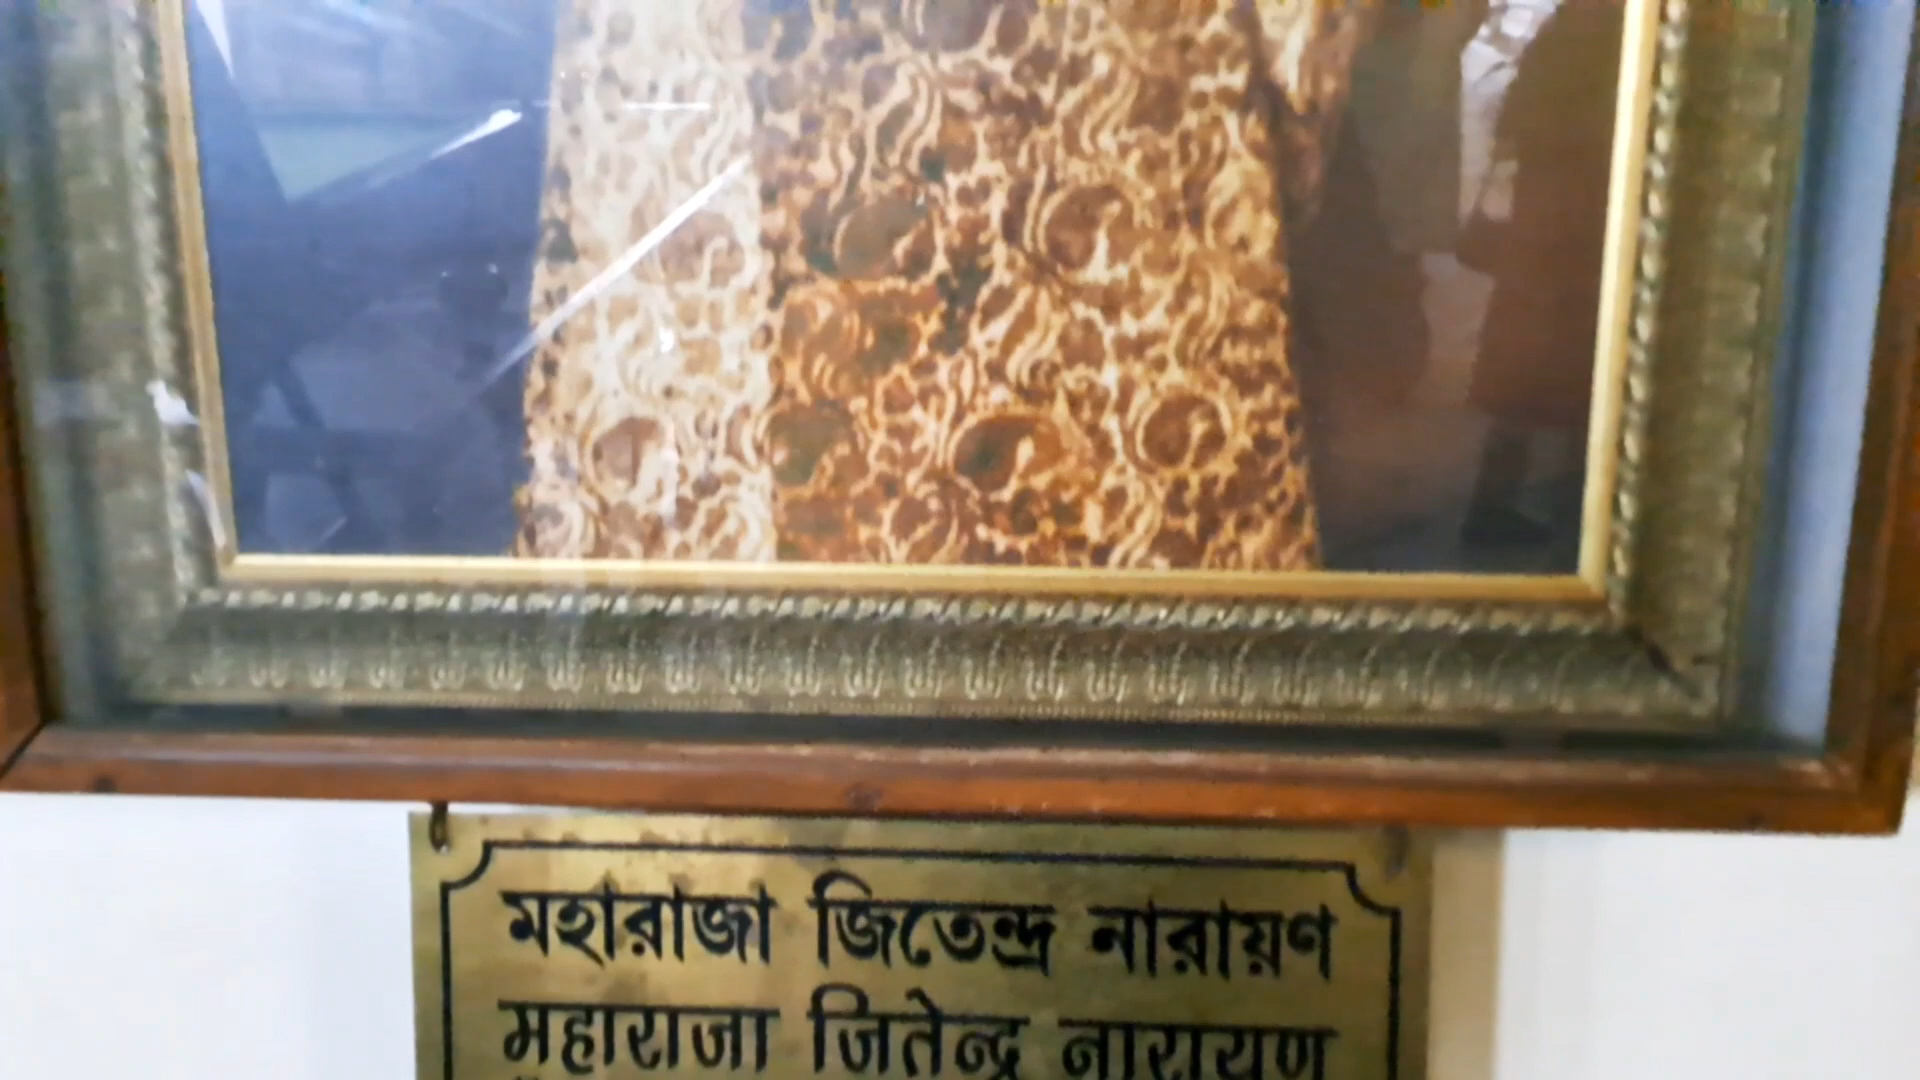 মহারাজা জিতেন্দ্র নারায়ণ
महाराजा जितेन्द्र नारायण